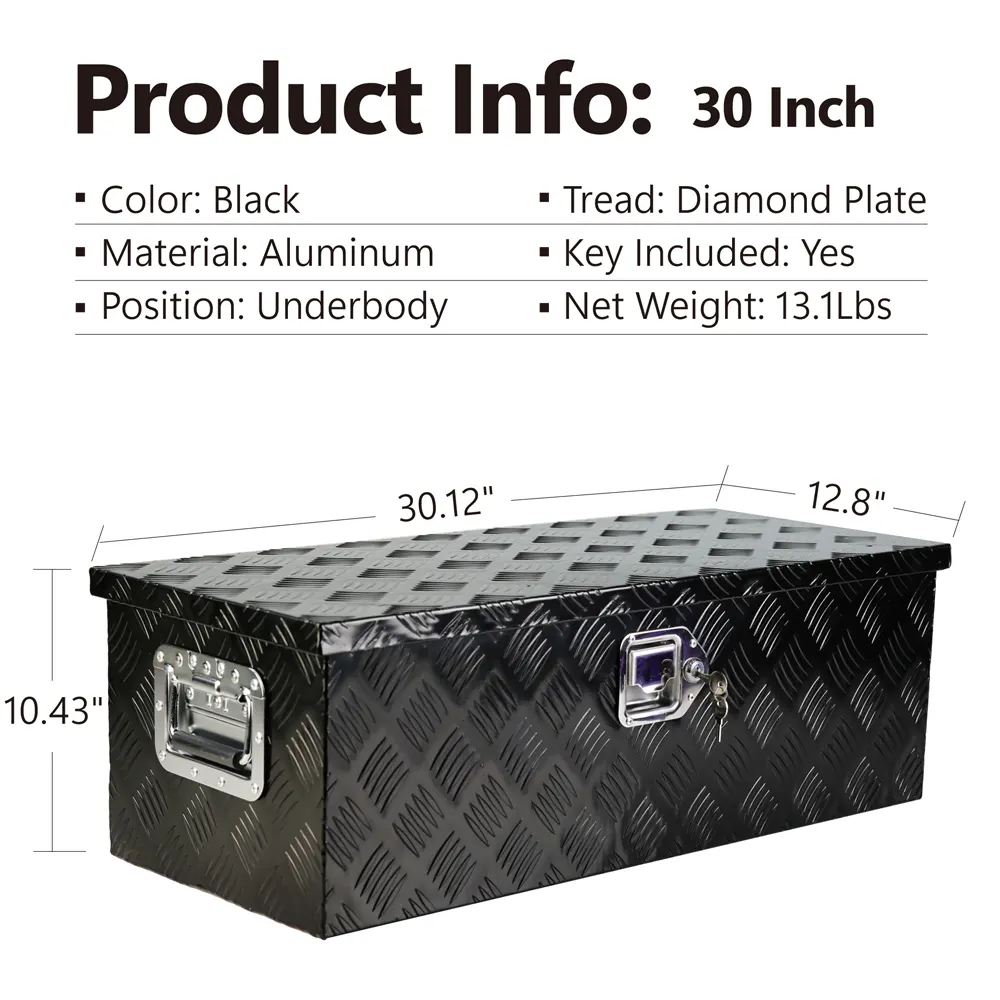 Product Info: 30 Inch
▪ Color: Black
▪ Tread: Diamond Plate
▪ Material: Aluminum
▪ Key Included: Yes
▪ Position: Underbody
▪ Net Weight: 13.1Lbs
30.12"
12.8"
10.43"